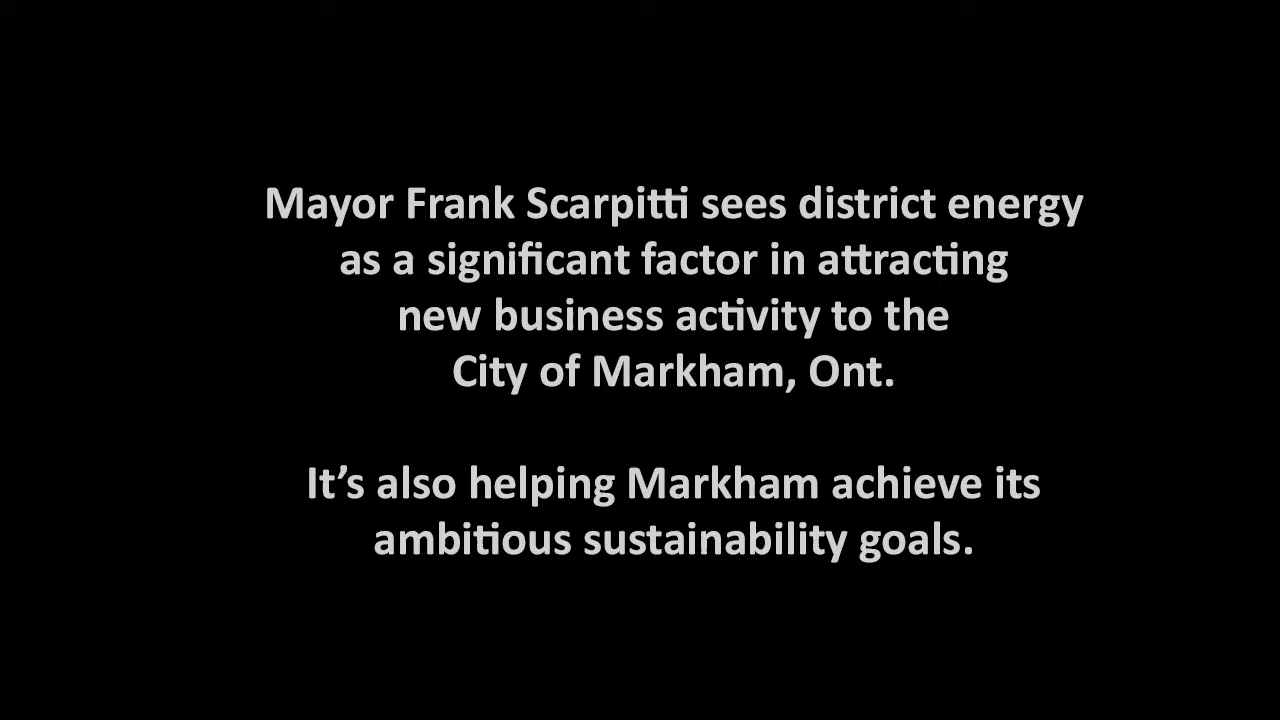 Mayor Frank Scarpitti sees district energy
as a significant factor in attracting
new business activity to the
City of Markham, Ont.
It’s also helping Markham achieve its
ambitious sustainability goals.